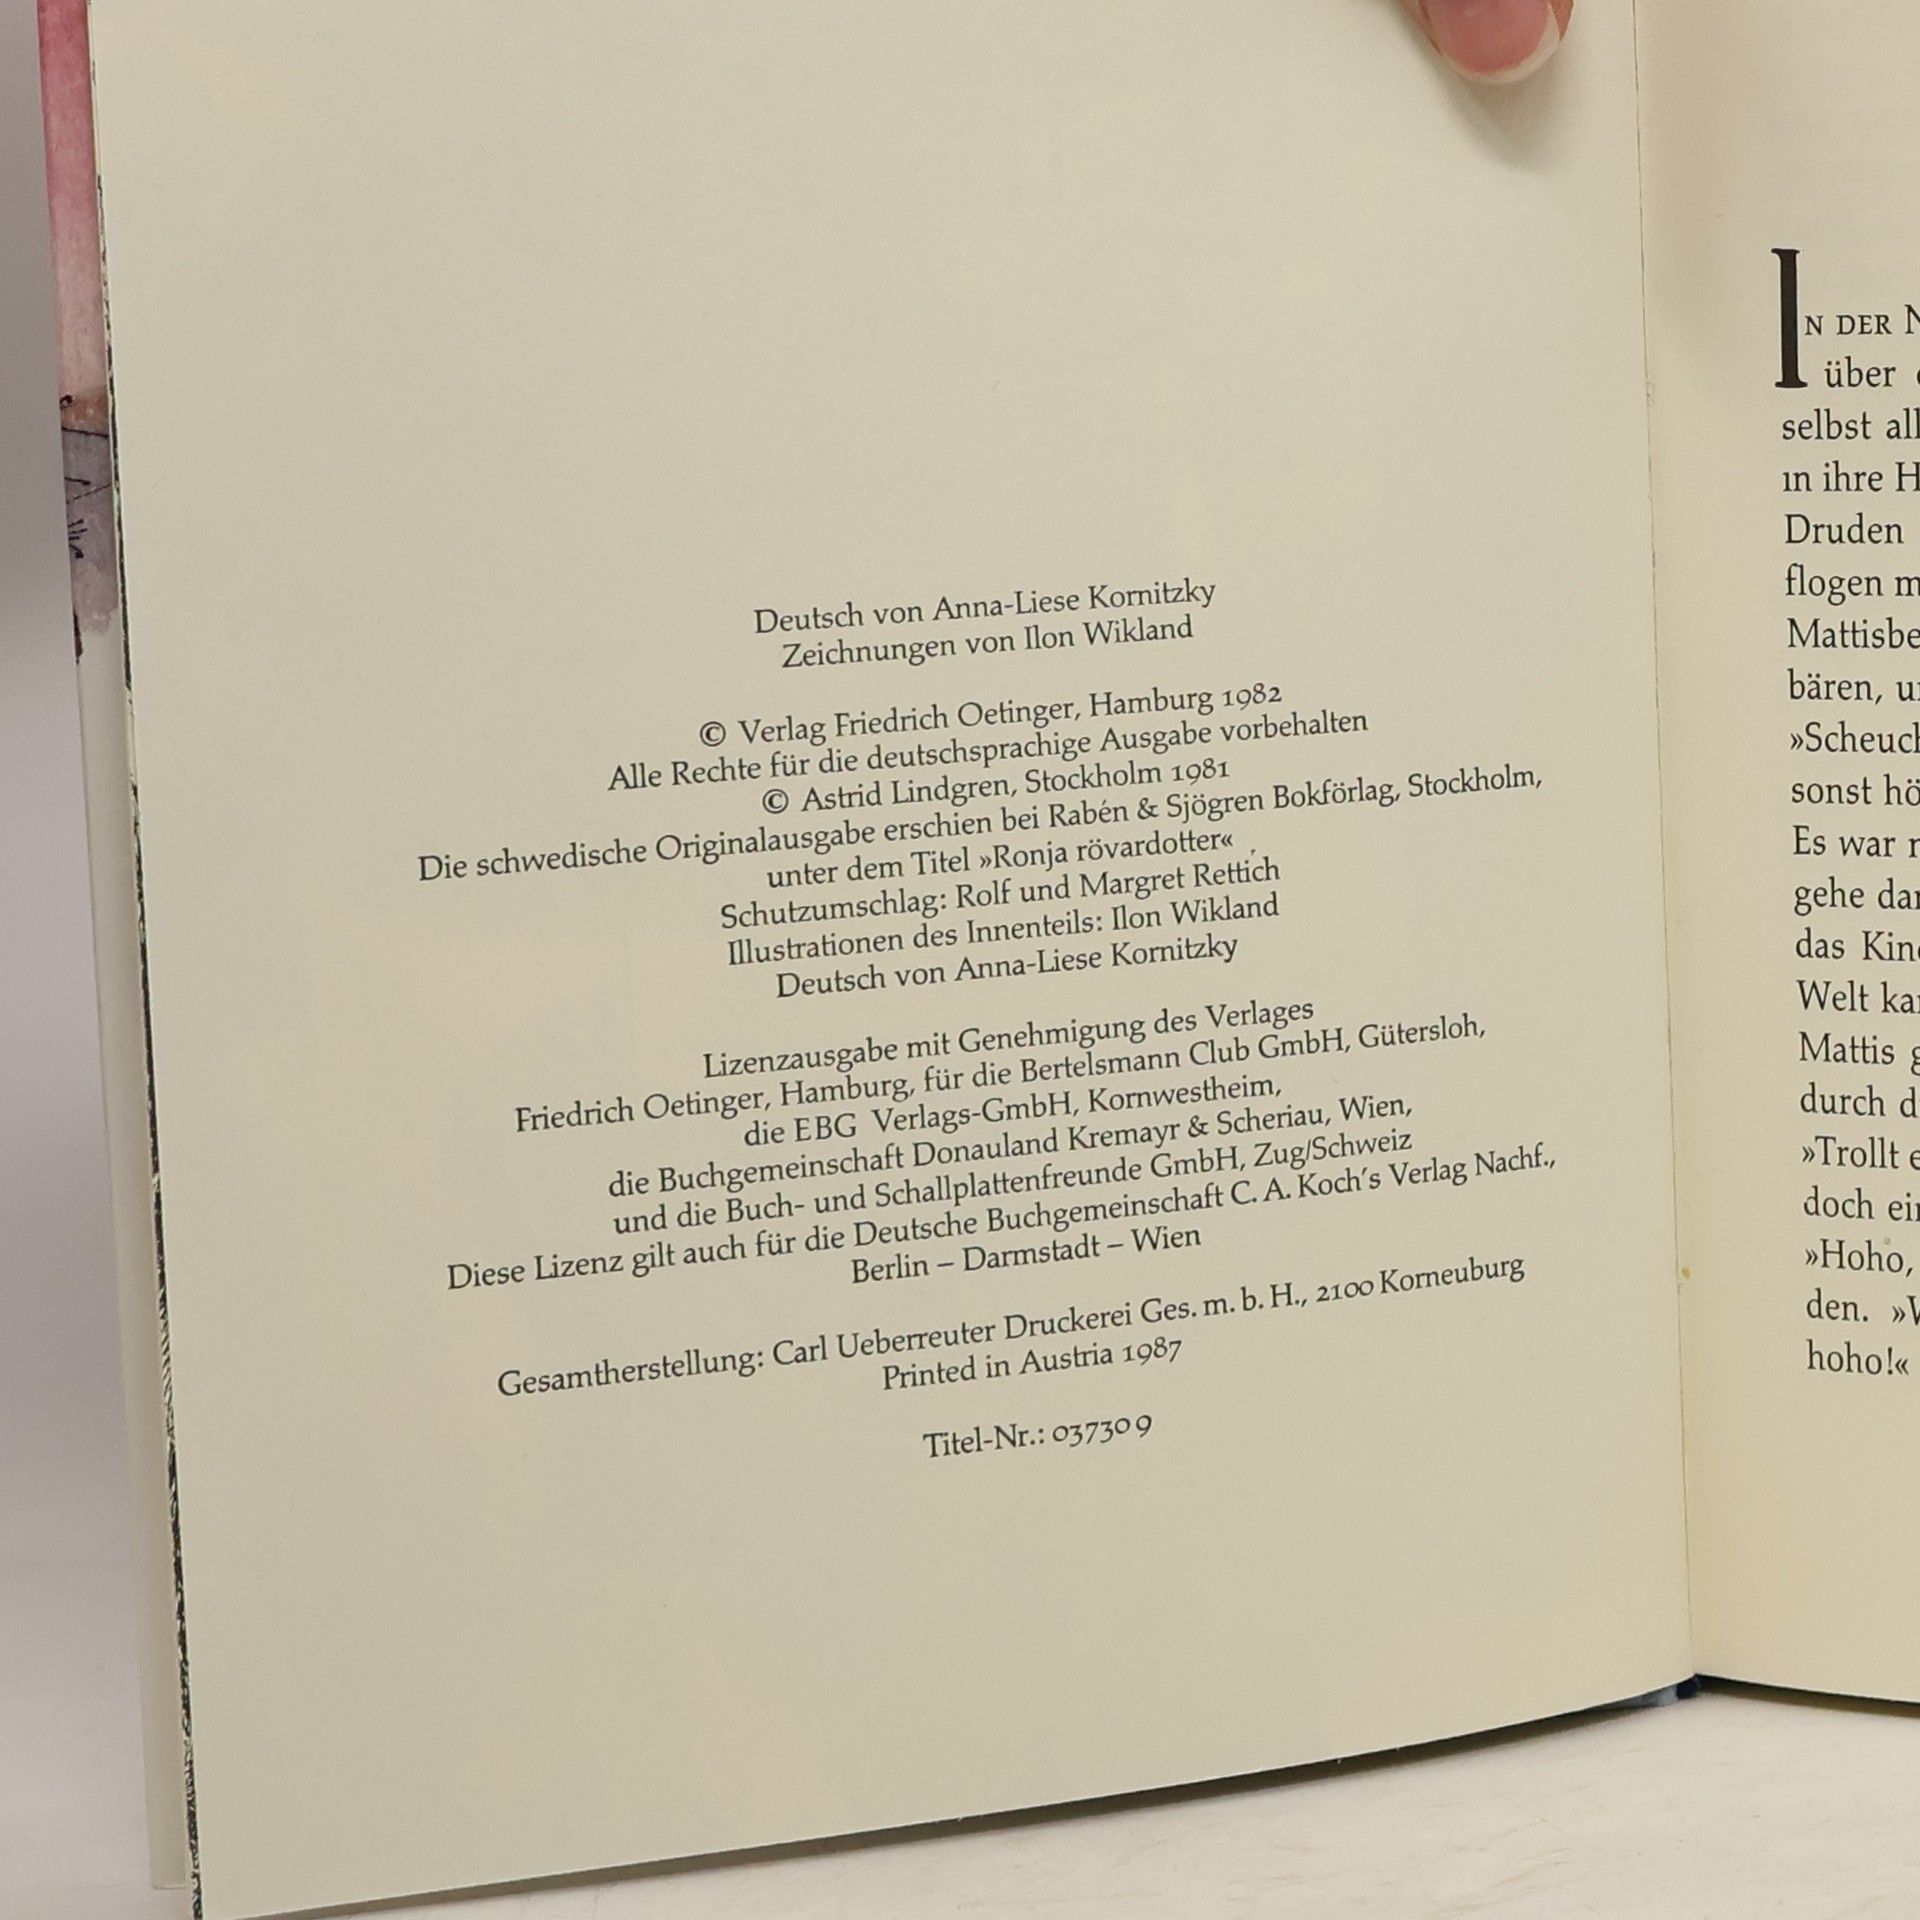 Deutsch von Anna-Liese Kornitzky
Zeichnungen von Ilon Wikland
© Verlag Friedrich Oetinger, Hamburg 1982
Alle Rechte für die deutschsprachige Ausgabe vorbehalten
© Astrid Lindgren, Stockholm 1981
Die schwedische Originalausgabe erschien bei Rabén & Sjögren Bokförlag, Stockholm,
unter dem Titel »Ronja rövardotter«
Schutzumschlag: Rolf und Margret Rettich
Illustrationen des Innenteils: Ilon Wikland
Deutsch von Anna-Liese Kornitzky
Lizenzausgabe mit Genehmigung des Verlages
Friedrich Oetinger, Hamburg, für die Bertelsmann Club GmbH, Gütersloh,
die EBG Verlags-GmbH, Kornwestheim,
die Buchgemeinschaft Donauland Kremayr & Scheriau, Wien,
und die Buch- und Schallplattenfreunde GmbH, Zug/Schweiz
Diese Lizenz gilt auch für die Deutsche Buchgemeinschaft C. A. Koch's Verlag Nachf.,
Berlin – Darmstadt – Wien
Gesamtherstellung: Carl Ueberreuter Druckerei Ges. m. b. H., 2100 Korneuburg
Printed in Austria 1987
Titel-Nr.: 037309
IN DER
über
selbst
in ihre
Druden
flogen
bären,
sonst
Es war
gehe
das
Welt
Mattis
durch
»Trollt
doch
»Hoho,
den.
hoho!«